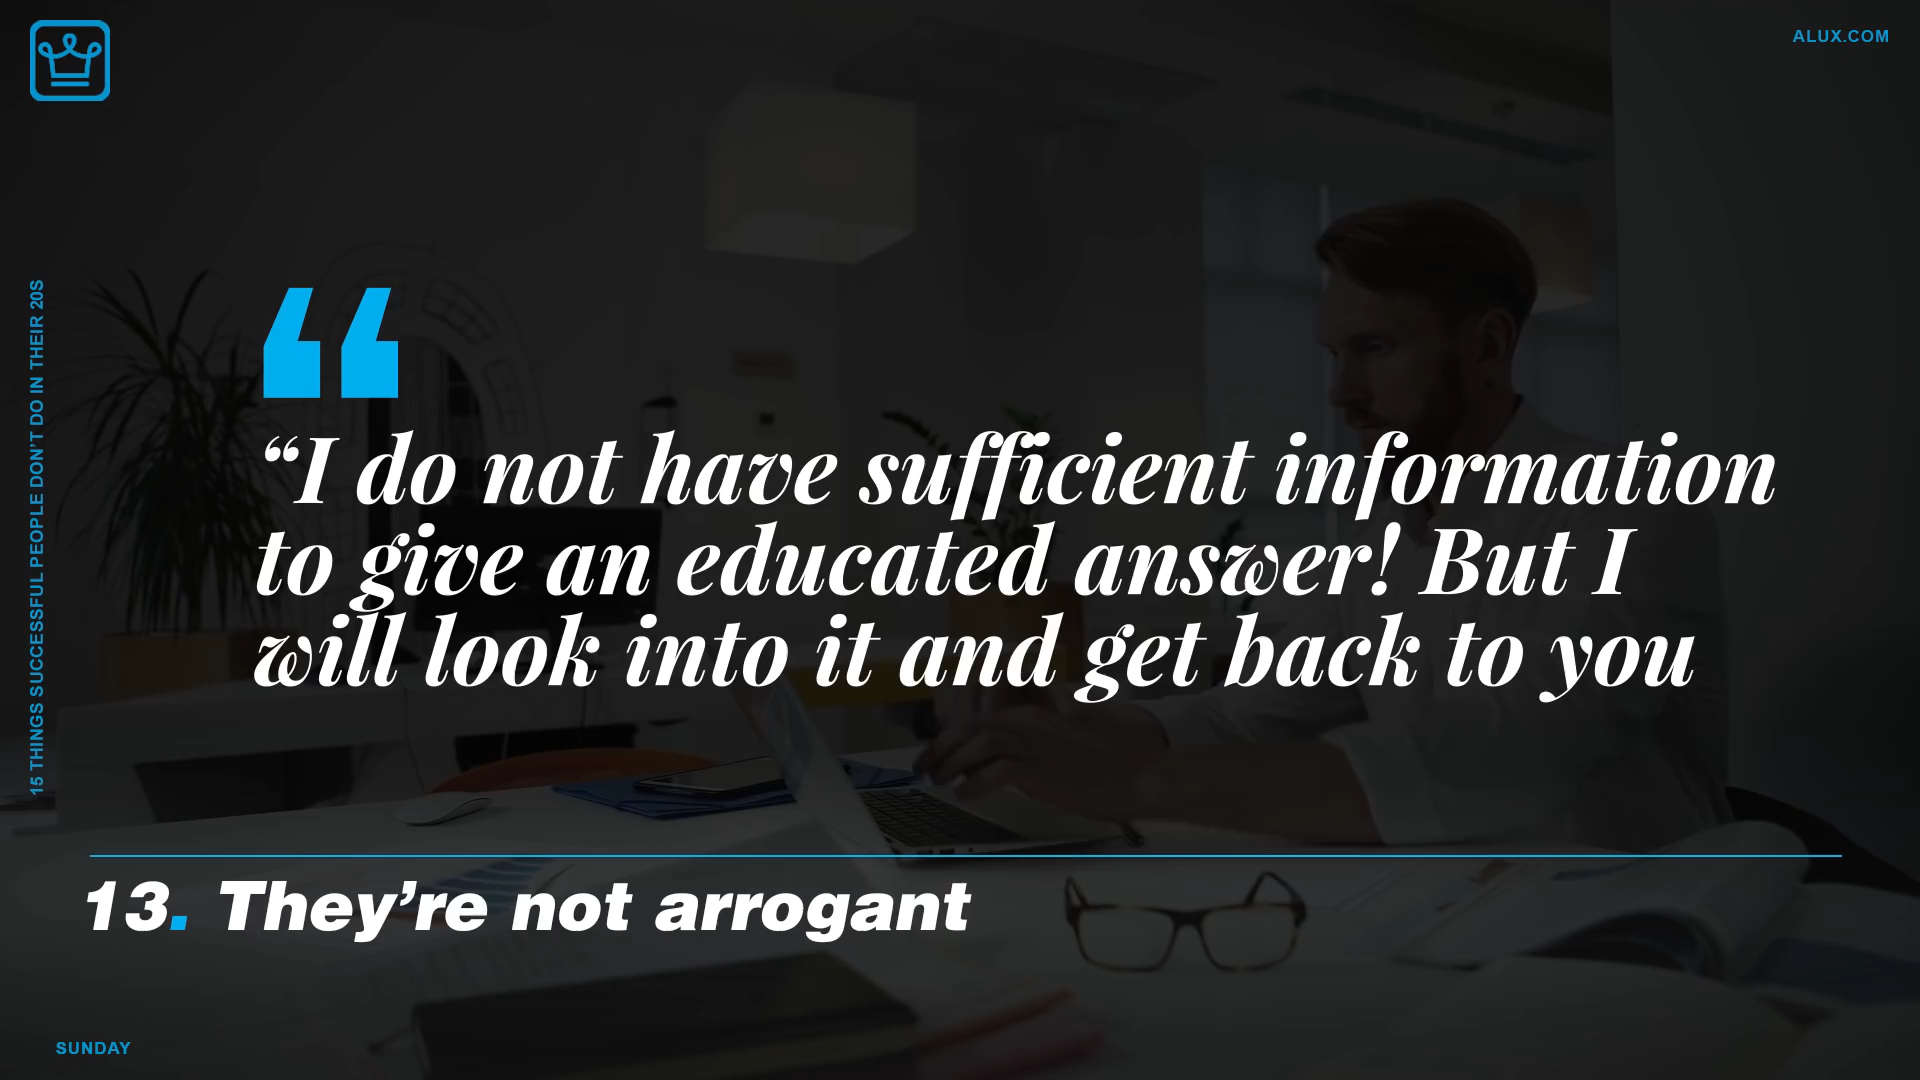 ALUX.COM
15 THINGS SUCCESSFUL PEOPLE DON'T DO IN THEIR 20S
“I do not have sufficient information
to give an educated answer! But I
will look into it and get back to you
13. They’re not arrogant
SUNDAY